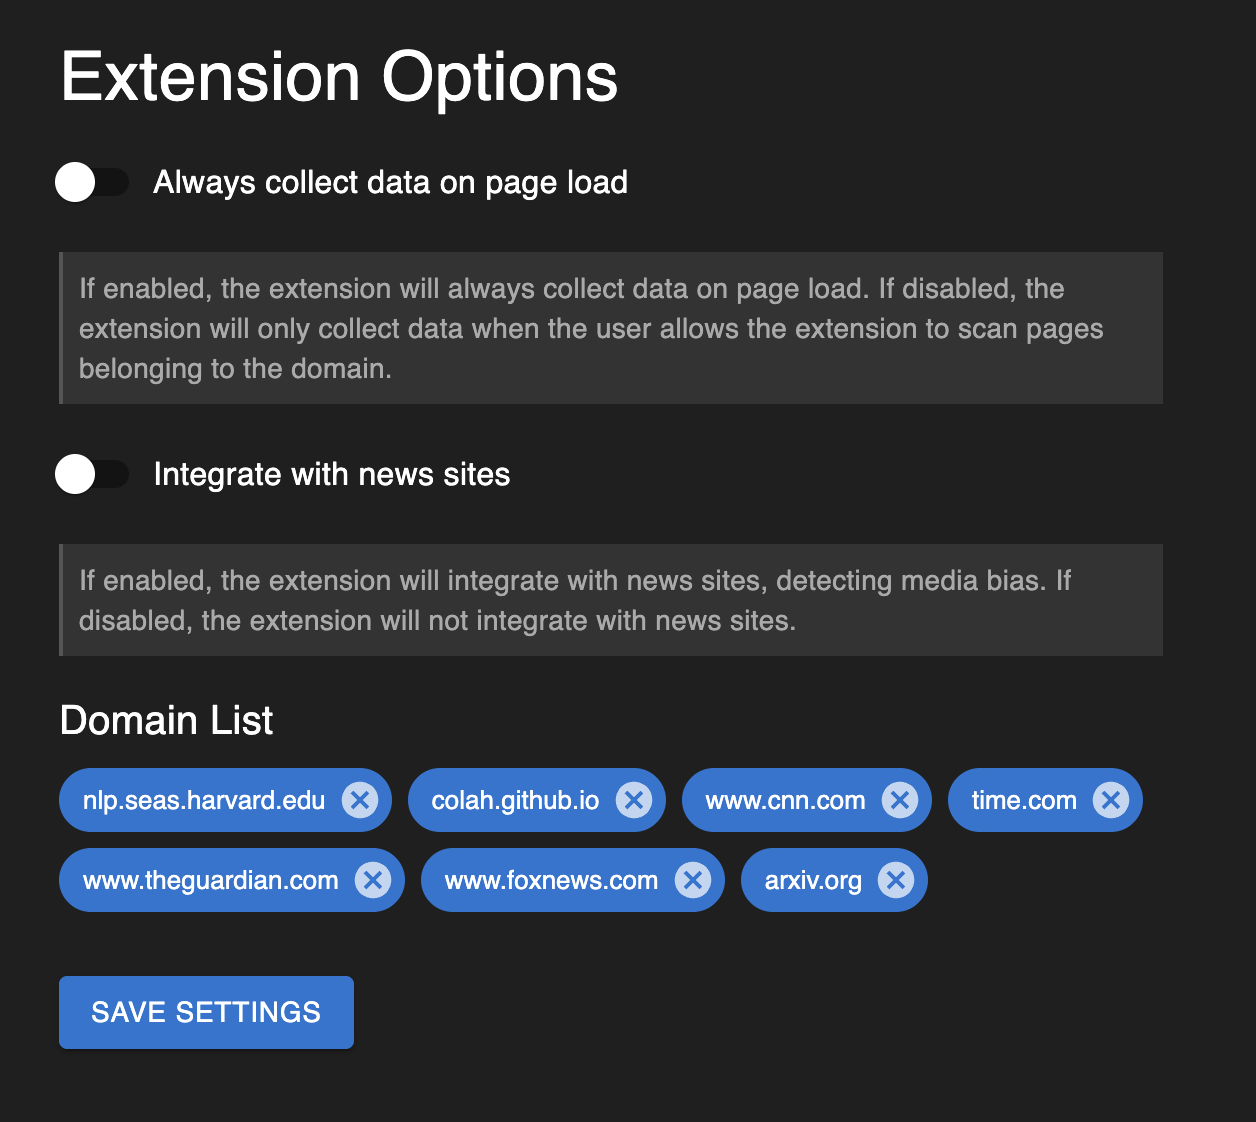 Extension Options
Always collect data on page load
If enabled, the extension will always collect data on page load. If disabled, the
extension will only collect data when the user allows the extension to scan pages
belonging to the domain.
Integrate with news sites
If enabled, the extension will integrate with news sites, detecting media bias. If
disabled, the extension will not integrate with news sites.
Domain List
nlp.seas.harvard.edu colah.github.io www.cnn.com time.com
www.theguardian.com www.foxnews.com arxiv.org
SAVE SETTINGS